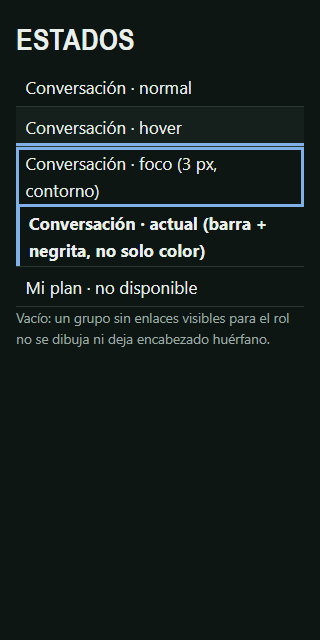 ESTADOS
Conversación · normal
Conversación · hover
Conversación · foco (3 px,
contorno)
Conversación · actual (barra +
negrita, no solo color)
Mi plan · no disponible
Vacío: un grupo sin enlaces visibles para el rol
no se dibuja ni deja encabezado huérfano.